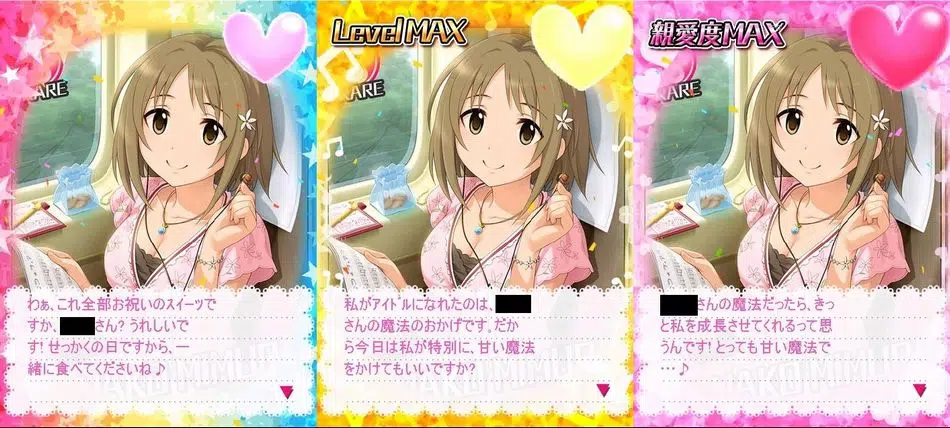 RARE
わぁ、これ全部お祝いのスイーツで
すか、さん? うれしいで
す! せっかくの日ですから、一
緒に食べてくださいね♪
Level MAX
RARE
私がアイドルになれたのは、
さんの魔法のおかげです。だか
ら今日は私が特別に、甘い魔法
をかけてもいいですか?
親愛度MAX
RARE
さんの魔法だったら、きっ
と私を成長させてくれるって思
うんです! とっても甘い魔法で
…♪